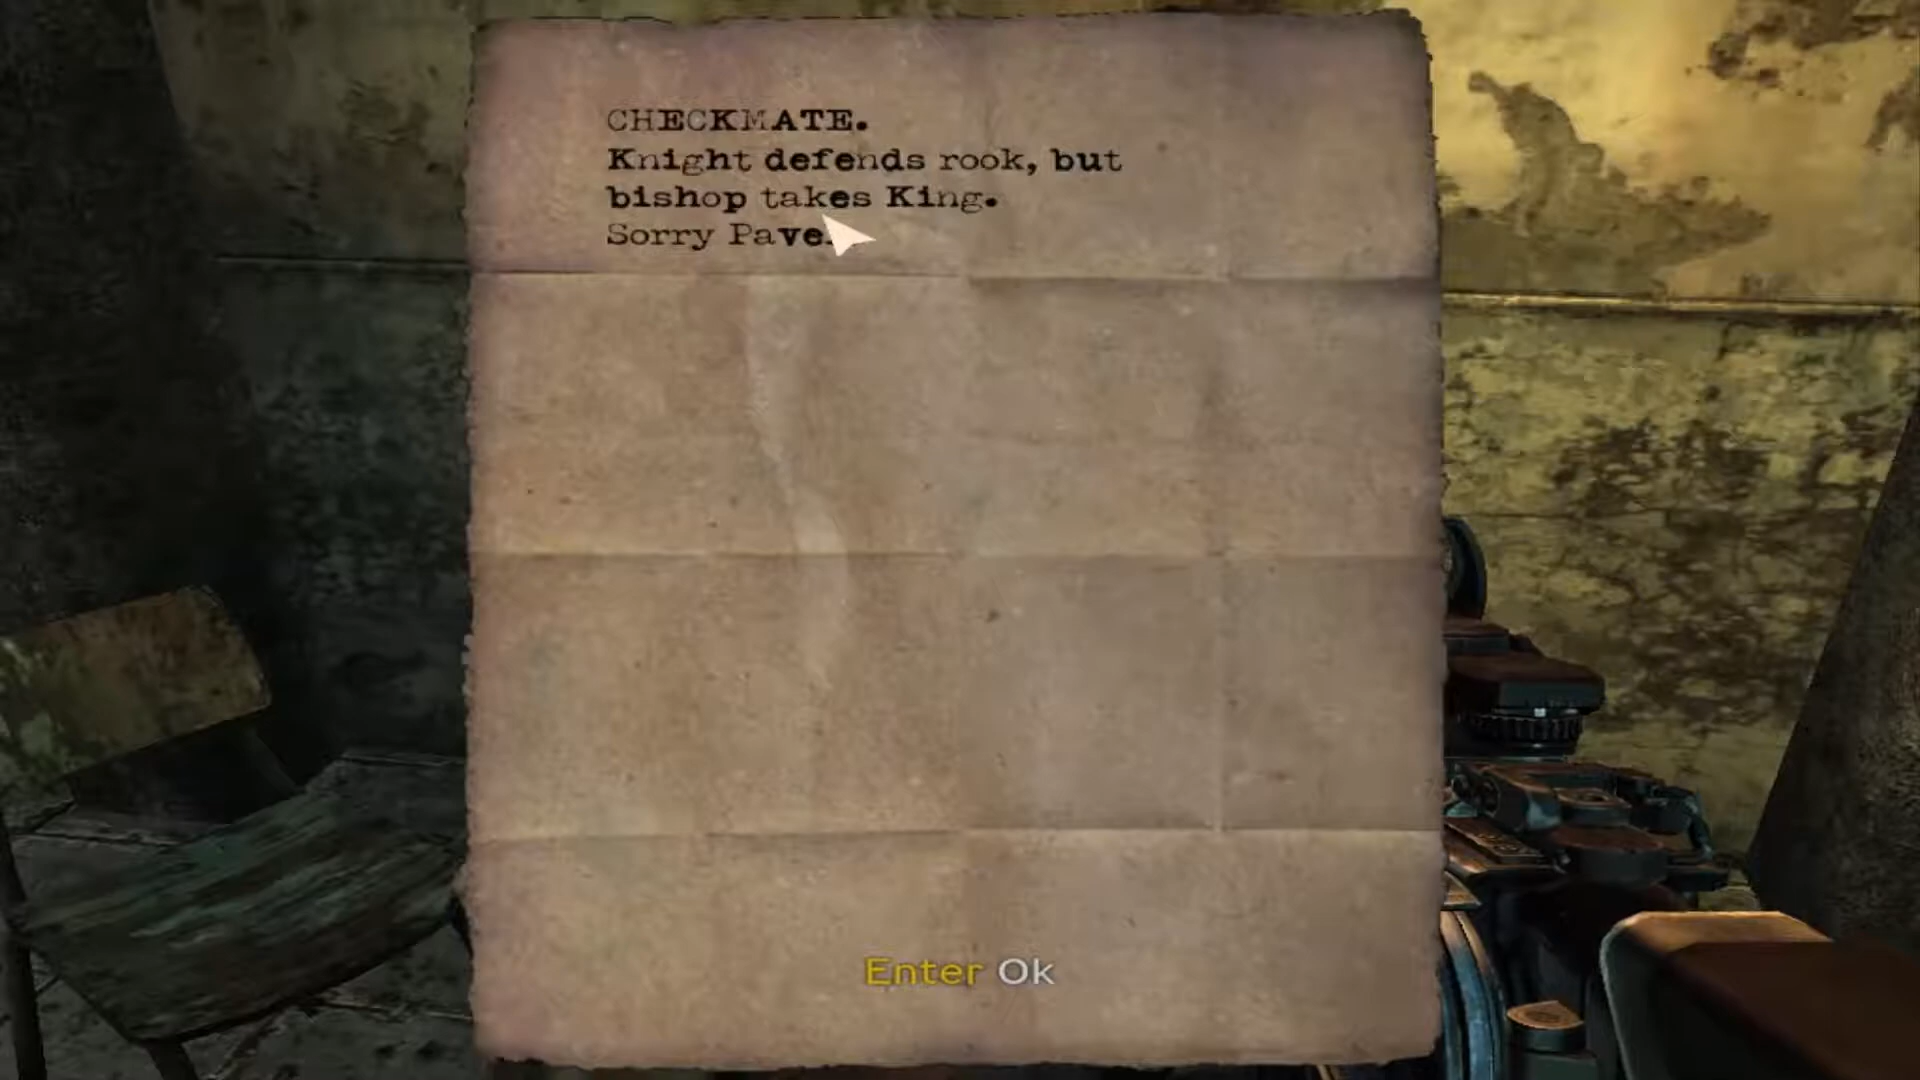 CHECKMATE.
Knight defends rook, but
bishop takes King.
Sorry
Enter Ok